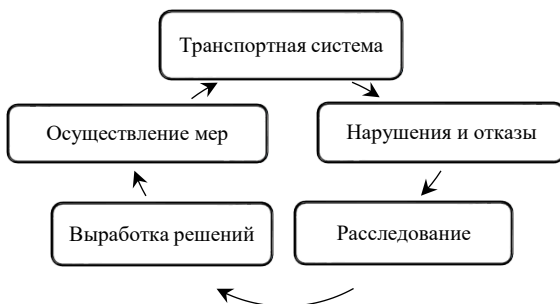 Транспортная система
Осуществление мер
Нарушения и отказы
Выработка решений
Расследование